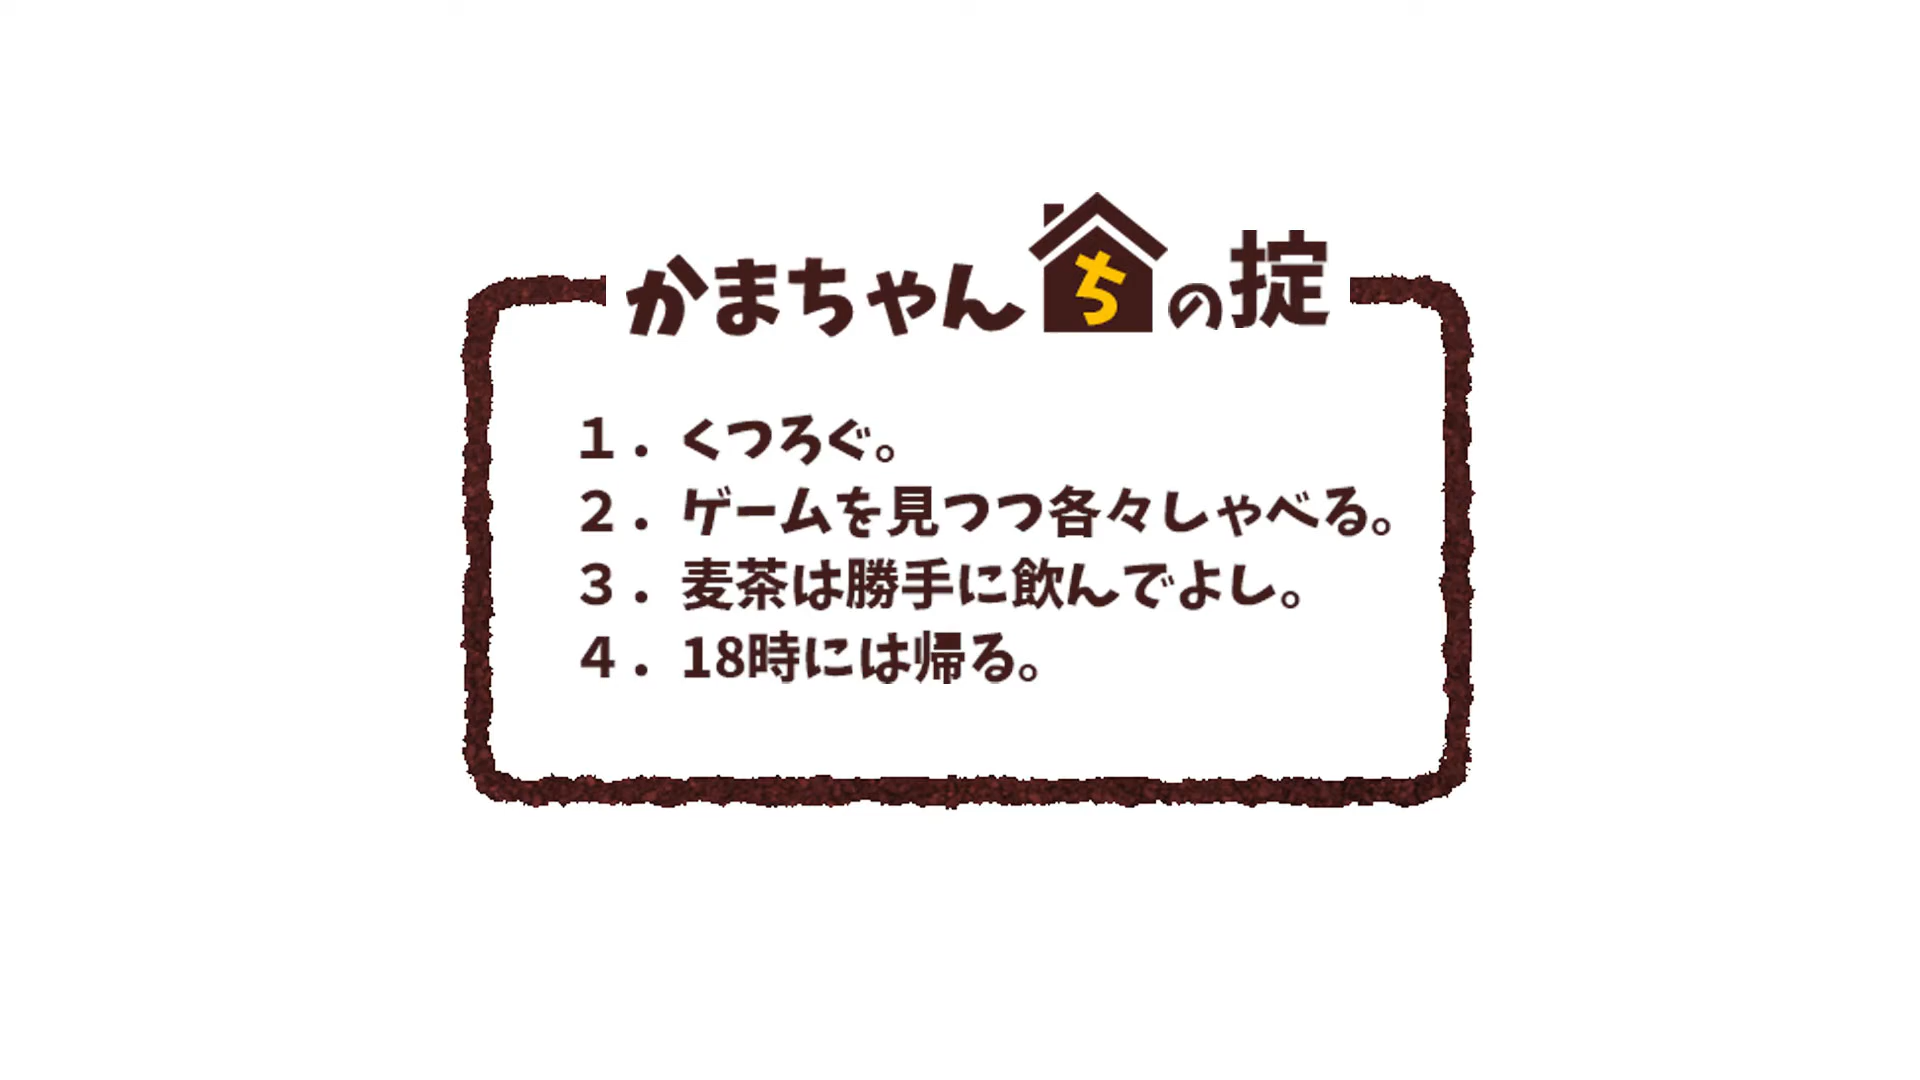 かまちゃんちの掟
１．くつろぐ。
２．ゲームを見つつ各々しゃべる。
３．麦茶は勝手に飲んでよし。
４．18時には帰る。